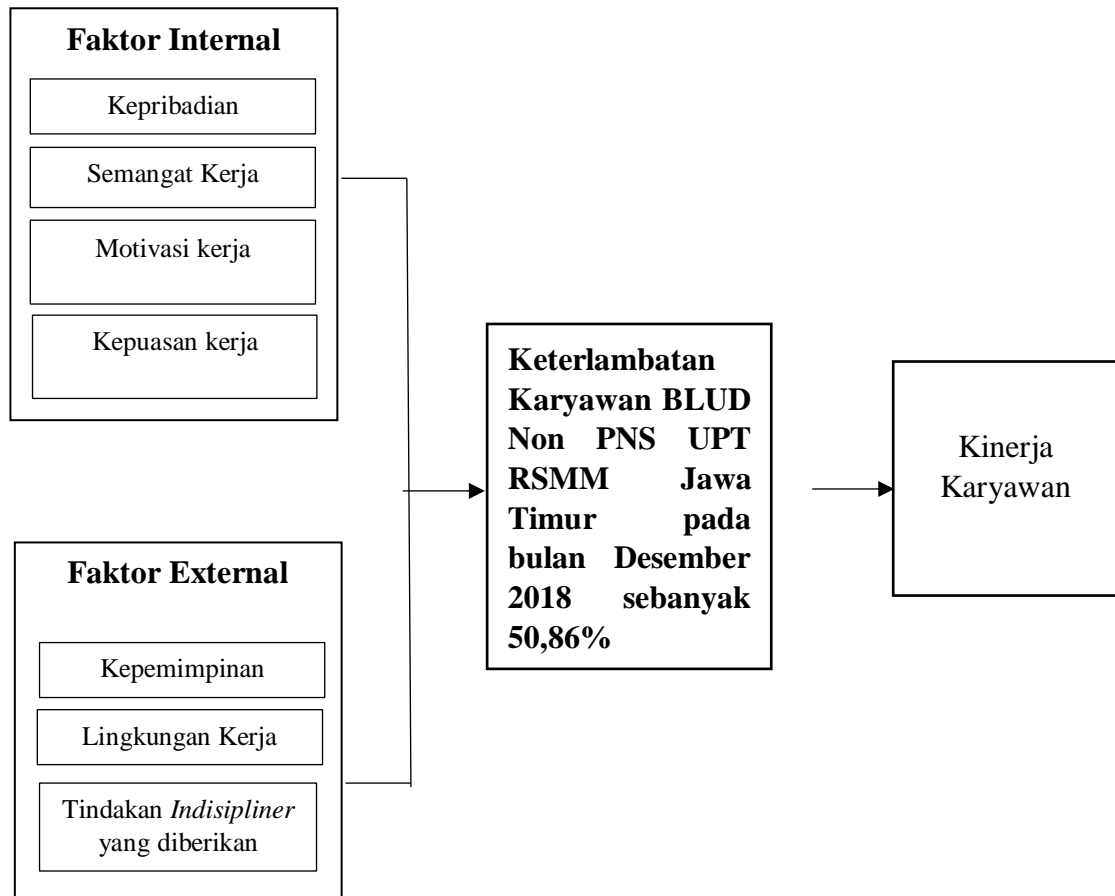 Faktor Internal
Kepribadian
Semangat Kerja
Motivasi kerja
Kepuasan kerja
Faktor External
Kepemimpinan
Lingkungan Kerja
Tindakan Indisipliner
yang diberikan
Keterlambatan
Karyawan BLUD
Non PNS UPT
RSMM Jawa
Timur pada
bulan Desember
2018 sebanyak
50,86%
Kinerja
Karyawan